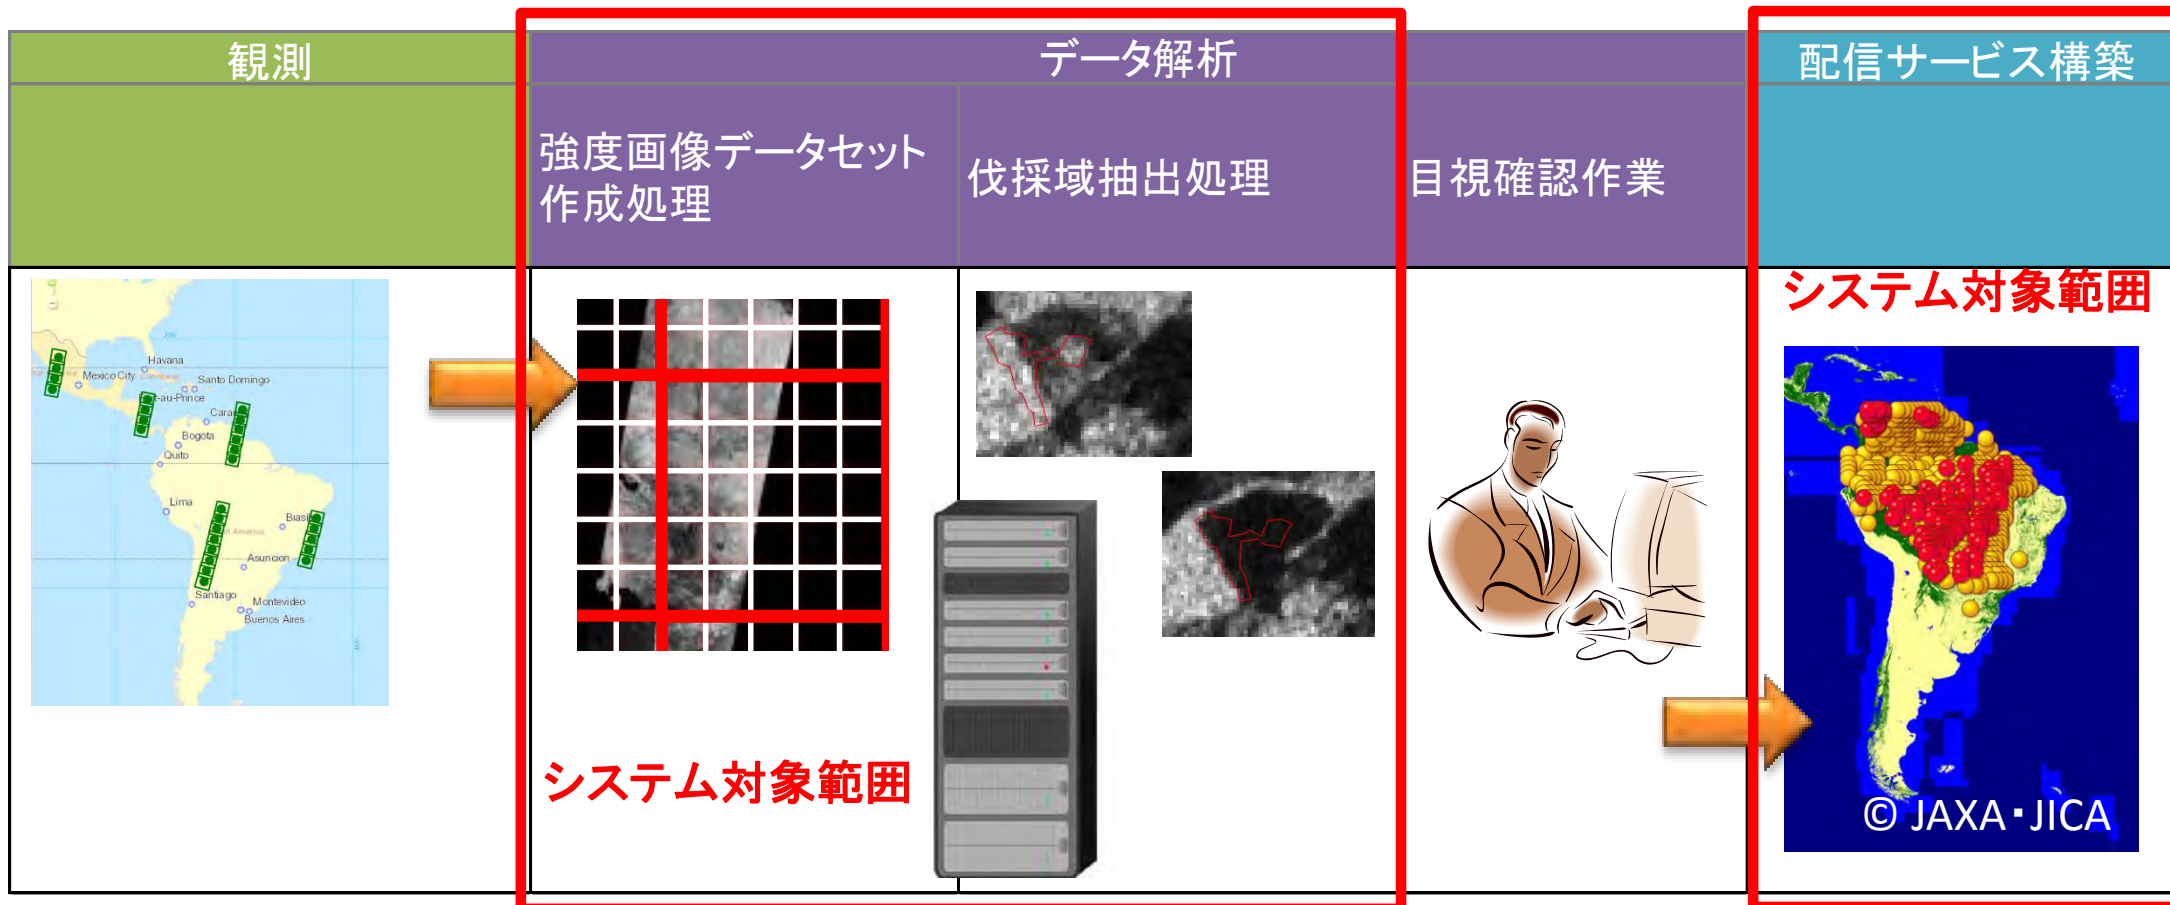 観測
データ解析
配信サービス構築
強度画像データセット
作成処理
伐採域抽出処理
目視確認作業
システム対象範囲
Havana
Mexico City
Santo Domingo
t-au-Prince
Cara
Bogota
Quito
Lima
Brasil
Asuncion
Santiago
Montevideo
Buenos Aires
システム対象範囲
© JAXA・JICA